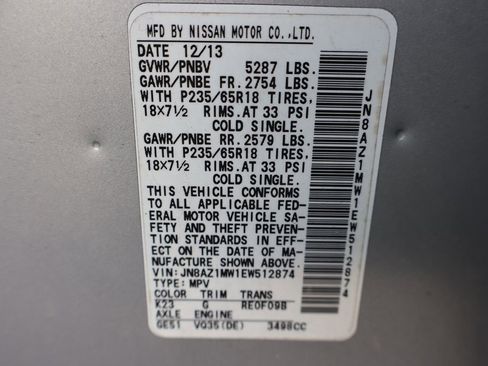 MFD BY NISSAN MOTOR CO.,LTD.
DATE 12/13
GVWR/PNBV 5287 LBS.
GAWR/PNBE FR. 2754 LBS.
WITH P235/65R18 TIRES,
18×7½ RIMS.AT 33 PSI
COLD SINGLE.
GAWR/PNBE RR. 2579 LBS.
WITH P235/65R18 TIRES,
18×7½ RIMS.AT 33 PSI
COLD SINGLE.
THIS VEHICLE CONFORMS
TO ALL APPLICABLE FED-
ERAL MOTOR VEHICLE SA-
FETY AND THEFT PREVEN-
TION STANDARDS IN EFF-
ECT ON THE DATE OF MA-
NUFACTURE SHOWN ABOVE.
VIN: JN8AZ1MW1EW512874
TYPE: MPV
COLOR TRIM TRANS
K23 G RE0F09B
AXLE ENGINE
GE51 VQ35(DE) 3498CC
JN8AZ1MW1EW512874